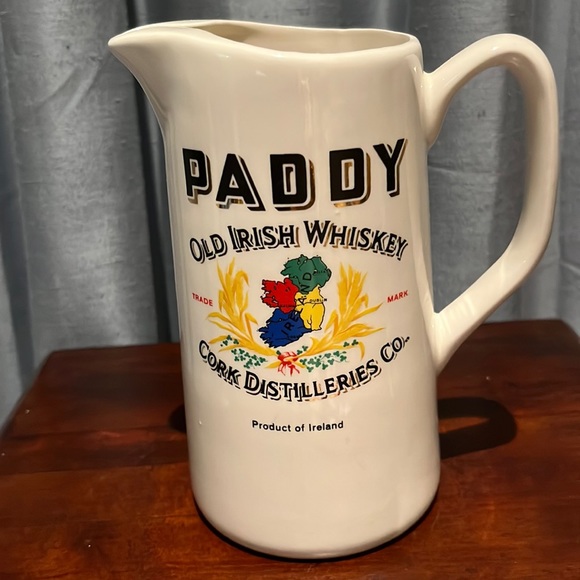 PADDY
OLD IRISH WHISKEY
TRADE MARK
CORK DISTILLERIES CO.
Product of Ireland